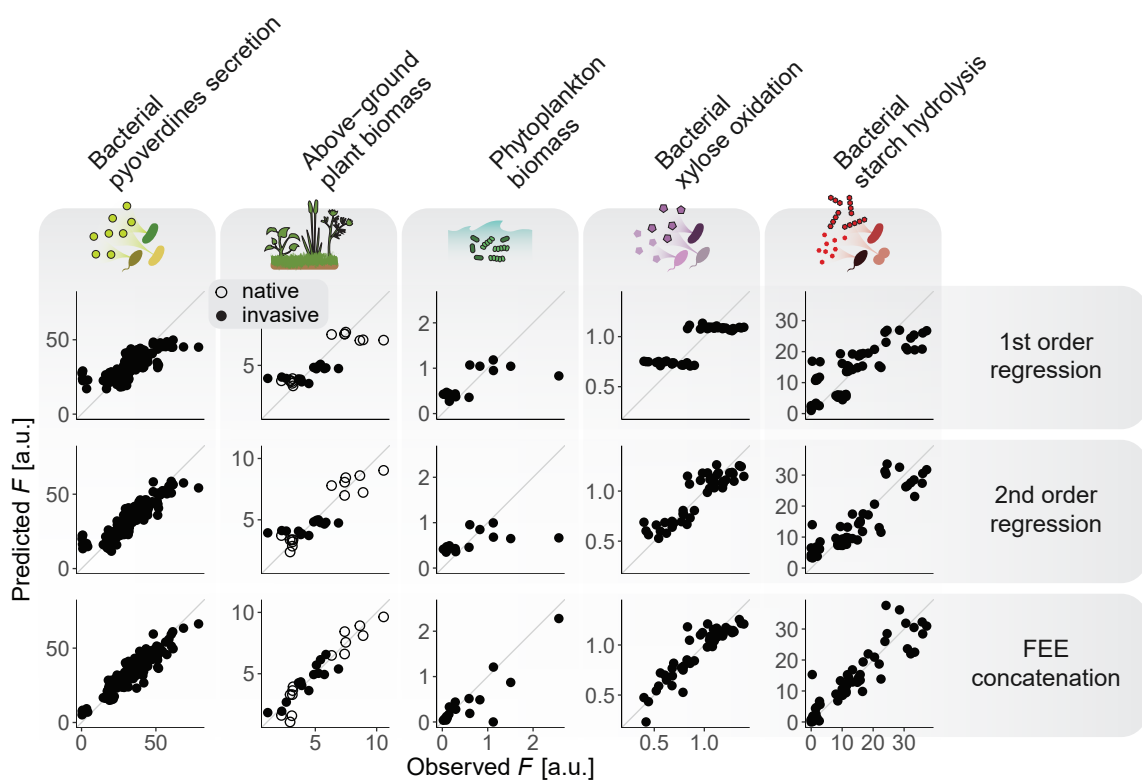 Bacterial
pyoverdines secretion
Above−ground
plant biomass
Phytoplankton
biomass
Bacterial
xylose oxidation
Bacterial
starch hydrolysis
native
invasive
50
0
5
2
1
0
1.0
0.5
30
20
10
0
1st order
regression
50
0
10
5
0
2
1
0
1.0
0.5
30
20
10
0
2nd order
regression
50
0
10
5
0
2
1
0
1.0
0.5
30
20
10
0
FEE
concatenation
0 50
5 10
0 1 2
0.5 1.0
0 10 20 30
Predicted F [a.u.]
Observed F [a.u.]